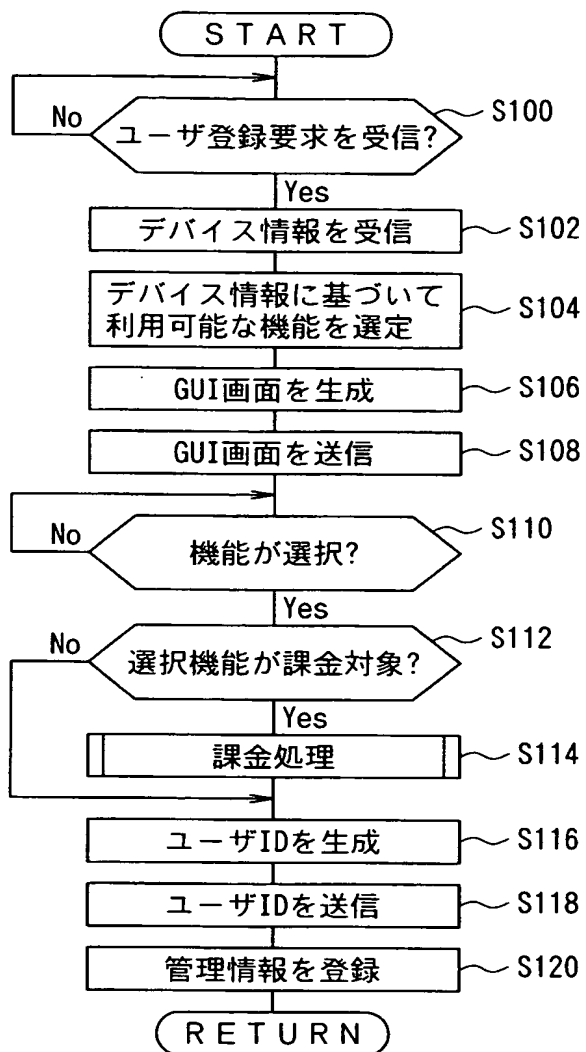 START
No
ユーザ登録要求を受信?
S100
Yes
デバイス情報を受信
S102
デバイス情報に基づいて
利用可能な機能を選定
S104
GUI画面を生成
S106
GUI画面を送信
S108
No
機能が選択?
S110
Yes
No
選択機能が課金対象?
S112
Yes
課金処理
S114
ユーザIDを生成
S116
ユーザIDを送信
S118
管理情報を登録
S120
RETURN